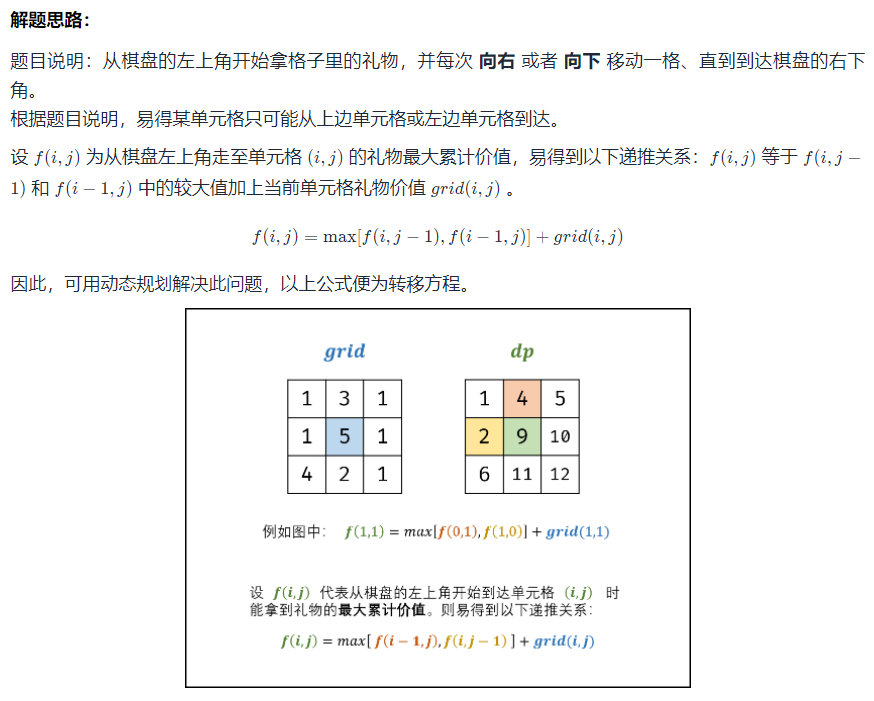 解题思路：
题目说明：从棋盘的左上角开始拿格子里的礼物，并每次 向右 或者 向下 移动一格、直到到达棋盘的右下
角。
根据题目说明，易得某单元格只可能从上边单元格或左边单元格到达。
设 f(i, j) 为从棋盘左上角走至单元格 (i, j) 的礼物最大累计价值，易得到以下递推关系：f(i, j) 等于 f(i, j −
1) 和 f(i − 1, j) 中的较大值加上当前单元格礼物价值 grid(i, j) 。
f(i, j) = max[f(i, j − 1), f(i − 1, j)] + grid(i, j)
因此，可用动态规划解决此问题，以上公式便为转移方程。
grid dp
1 3 1 1 4 5
1 5 1 2 9 10
4 2 1 6 11 12
例如图中： f(1,1) = max[f(0,1), f(1,0)] + grid(1,1)
设 f(i,j) 代表从棋盘的左上角开始到达单元格 (i,j) 时
能拿到礼物的最大累计价值。则易得到以下递推关系：
f(i,j) = max[ f(i − 1,j), f(i,j − 1) ] + grid(i,j)